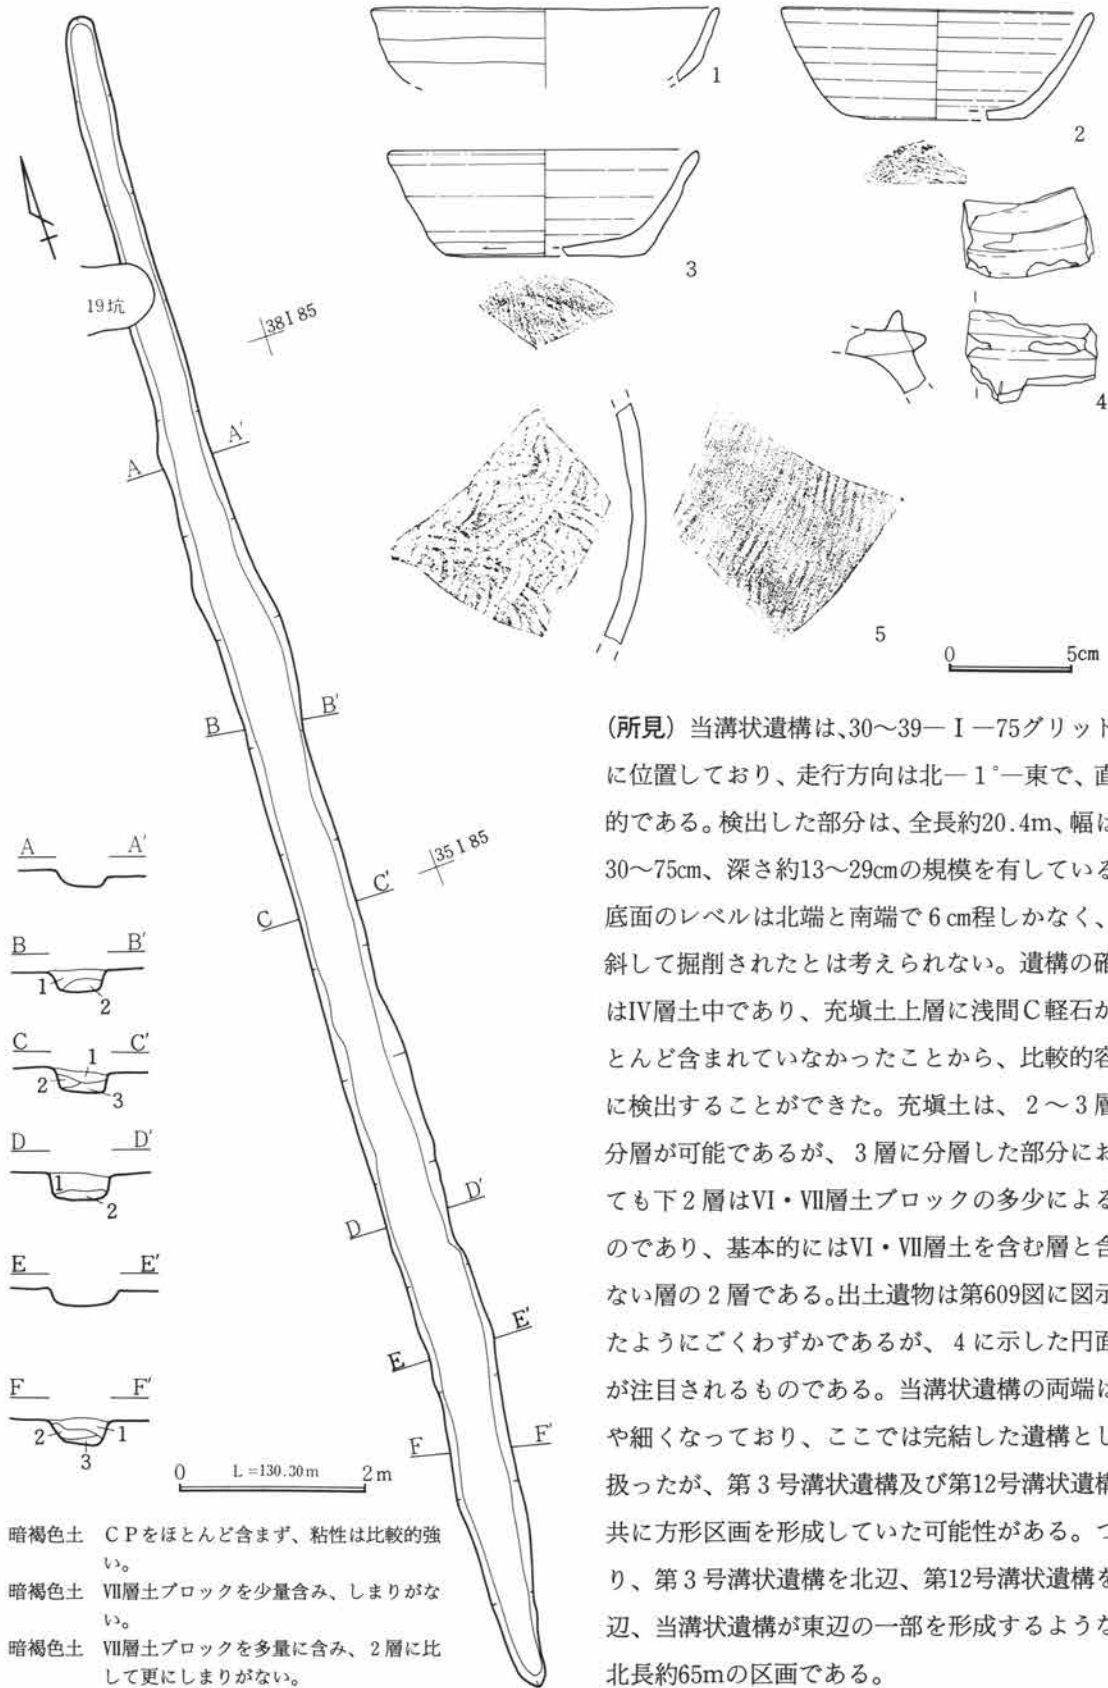 1
2
3
4
5
0 5cm
19坑
38 I 85
A A'
B B'
35 I 85
C C'
D D'
E E'
F F'
A A'
B B'
1 2
C C'
1
2 3
D D'
1
2
E E'
F F'
2 1
3
0 L=130.30m 2m
暗褐色土 CPをほとんど含まず、粘性は比較的強
い。
暗褐色土 Ⅶ層土ブロックを少量含み、しまりがな
い。
暗褐色土 Ⅶ層土ブロックを多量に含み、2層に比
して更にしまりがない。
(所見) 当溝状遺構は、30〜39―Ⅰ―75グリット
に位置しており、走行方向は北―1°―東で、直
的である。検出した部分は、全長約20.4m、幅は
30〜75㎝、深さ約13〜29㎝の規模を有している
底面のレベルは北端と南端で6㎝程しかなく、
斜して掘削されたとは考えられない。遺構の確
はⅣ層土中であり、充塡土上層に浅間C軽石が
とんど含まれていなかったことから、比較的容
に検出することができた。充塡土は、2〜3層
分層が可能であるが、3層に分層した部分にお
ても下2層はⅥ・Ⅶ層土ブロックの多少による
のであり、基本的にはⅥ・Ⅶ層土を含む層と含
ない層の2層である。出土遺物は第609図に図示
たようにごくわずかであるが、4に示した円面
が注目されるものである。当溝状遺構の両端は
や細くなっており、ここでは完結した遺構とし
扱ったが、第3号溝状遺構及び第12号溝状遺構
共に方形区画を形成していた可能性がある。つ
り、第3号溝状遺構を北辺、第12号溝状遺構を
辺、当溝状遺構が東辺の一部を形成するような
北長約65mの区画である。